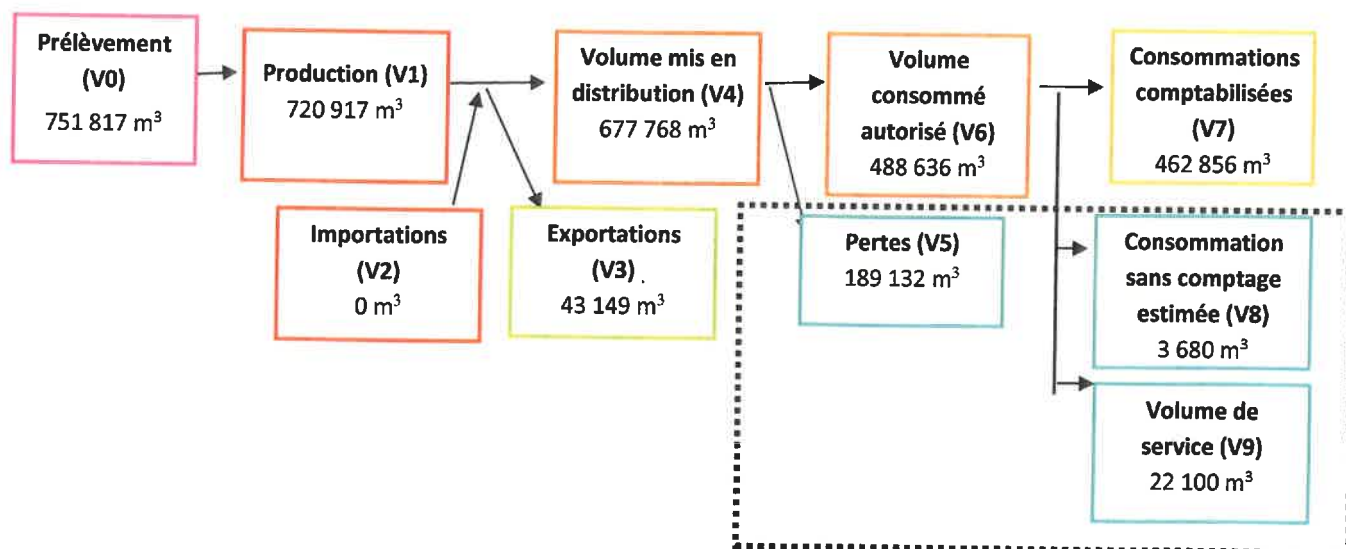 Prélèvement
(V0)
751 817 m³
Production (V1)
720 917 m³
Volume mis en
distribution (V4)
677 768 m³
Volume
consommé
autorisé (V6)
488 636 m³
Consommations
comptabilisées
(V7)
462 856 m³
Importations
(V2)
0 m³
Exportations
(V3)
43 149 m³
Pertes (V5)
189 132 m³
Consommation
sans comptage
estimée (V8)
3 680 m³
Volume de
service (V9)
22 100 m³